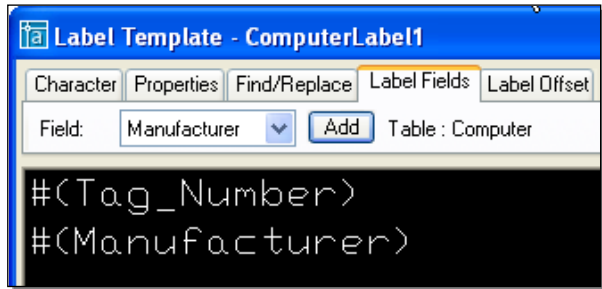 Label Template - ComputerLabel1
Character Properties Find/Replace Label Fields Label Offset
Field: Manufacturer Add Table : Computer
#(Tag_Number)
#(Manufacturer)